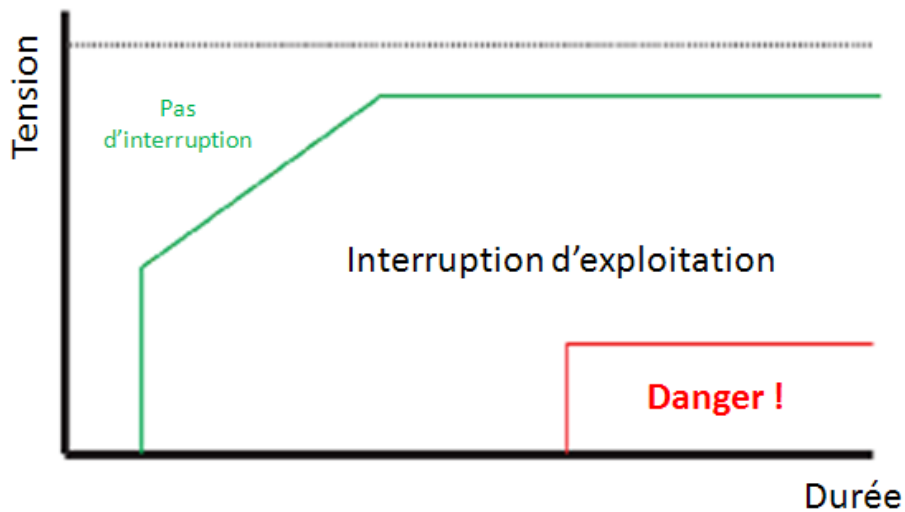 Tension
Pas
d’interruption
Interruption d’exploitation
Danger !
Durée